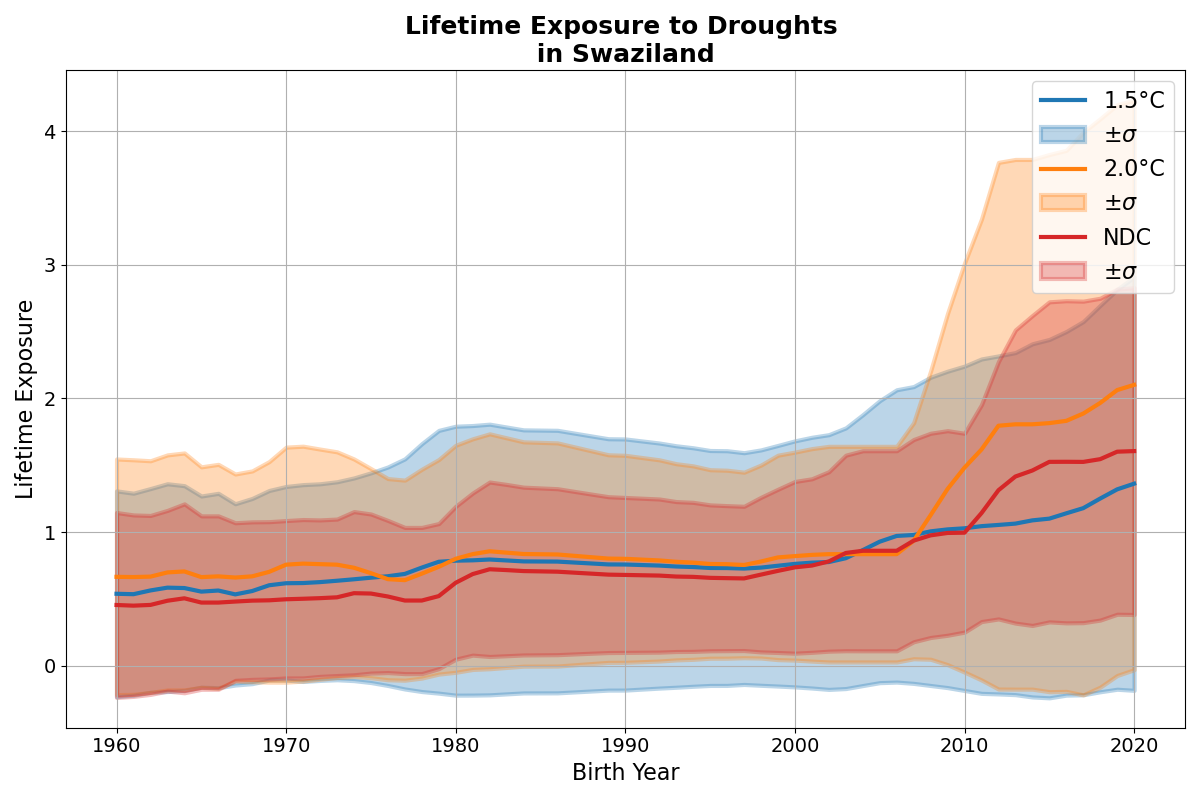 Lifetime Exposure to Droughts
in Swaziland
1.5°C
±σ
2.0°C
±σ
NDC
±σ
Lifetime Exposure
4
3
2
1
0
1960
1970
1980
1990
2000
2010
2020
Birth Year